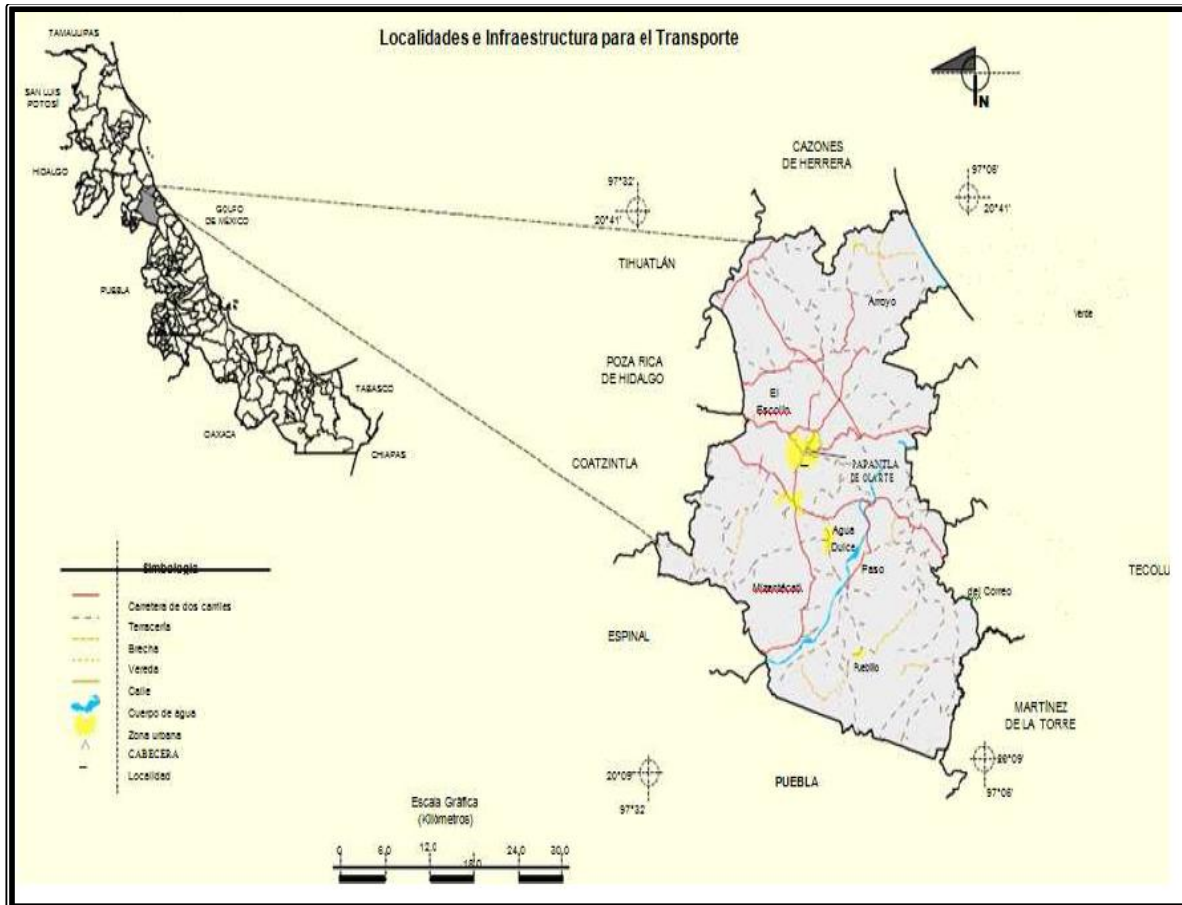 Localidades e Infraestructura para el Transporte
TAMAULIPAS
SAN LUIS
POTOSÍ
HIDALGO
GOLFO
DE MÉXICO
PUEBLA
TABASCO
OAXACA
CHIAPAS
N
CAZONES
DE HERRERA
97°32'
20°41'
97°06'
20°41'
TIHUATLÁN
Arroyo
Verde
POZA RICA
DE HIDALGO
El
Escolín.
COATZINTLA
PAPANTLA
DE OLARTE
Agua
Dulce
Paso
Mizantécatl.
TECOLU
del Correo
ESPINAL
Pueblillo
MARTÍNEZ
DE LA TORRE
20°09'
97°32
PUEBLA
20°09'
97°06'
Simbología
Carretera de dos carriles
Terracería
Brecha
Vereda
Calle
Cuerpo de agua
Zona urbana
CABECERA
Localidad
Escala Gráfica
(Kilómetros)
0 6,0 12,0 18,0 24,0 30,0